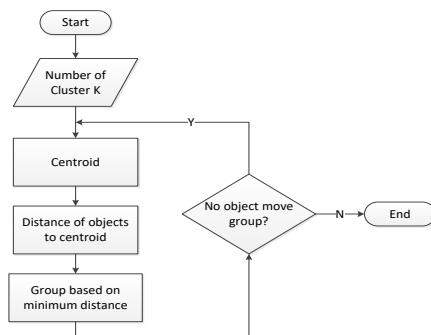 Start
Number of
Cluster K
Y
Centroid
No object move
group?
N
End
Distance of objects
to centroid
Group based on
minimum distance